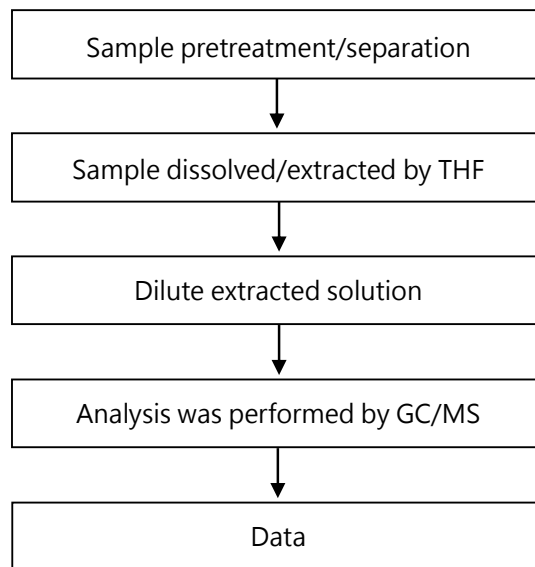 Sample pretreatment/separation
Sample dissolved/extracted by THF
Dilute extracted solution
Analysis was performed by GC/MS
Data